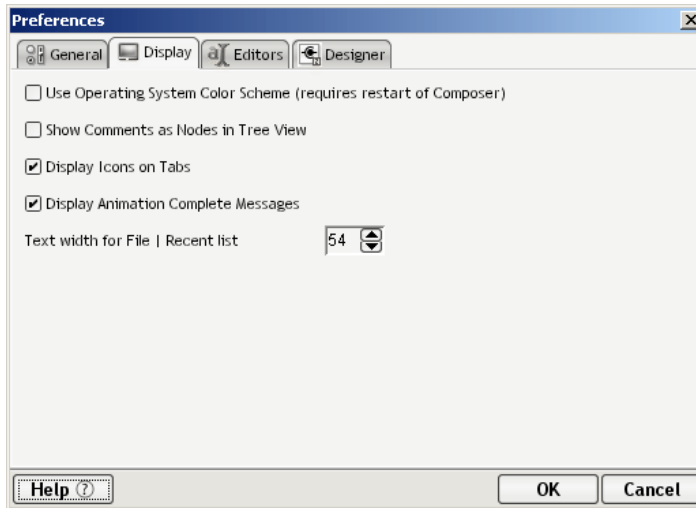 Preferences
General Display Editors Designer
Use Operating System Color Scheme (requires restart of Composer)
Show Comments as Nodes in Tree View
Display Icons on Tabs
Display Animation Complete Messages
Text width for File | Recent list 54
Help ? OK Cancel